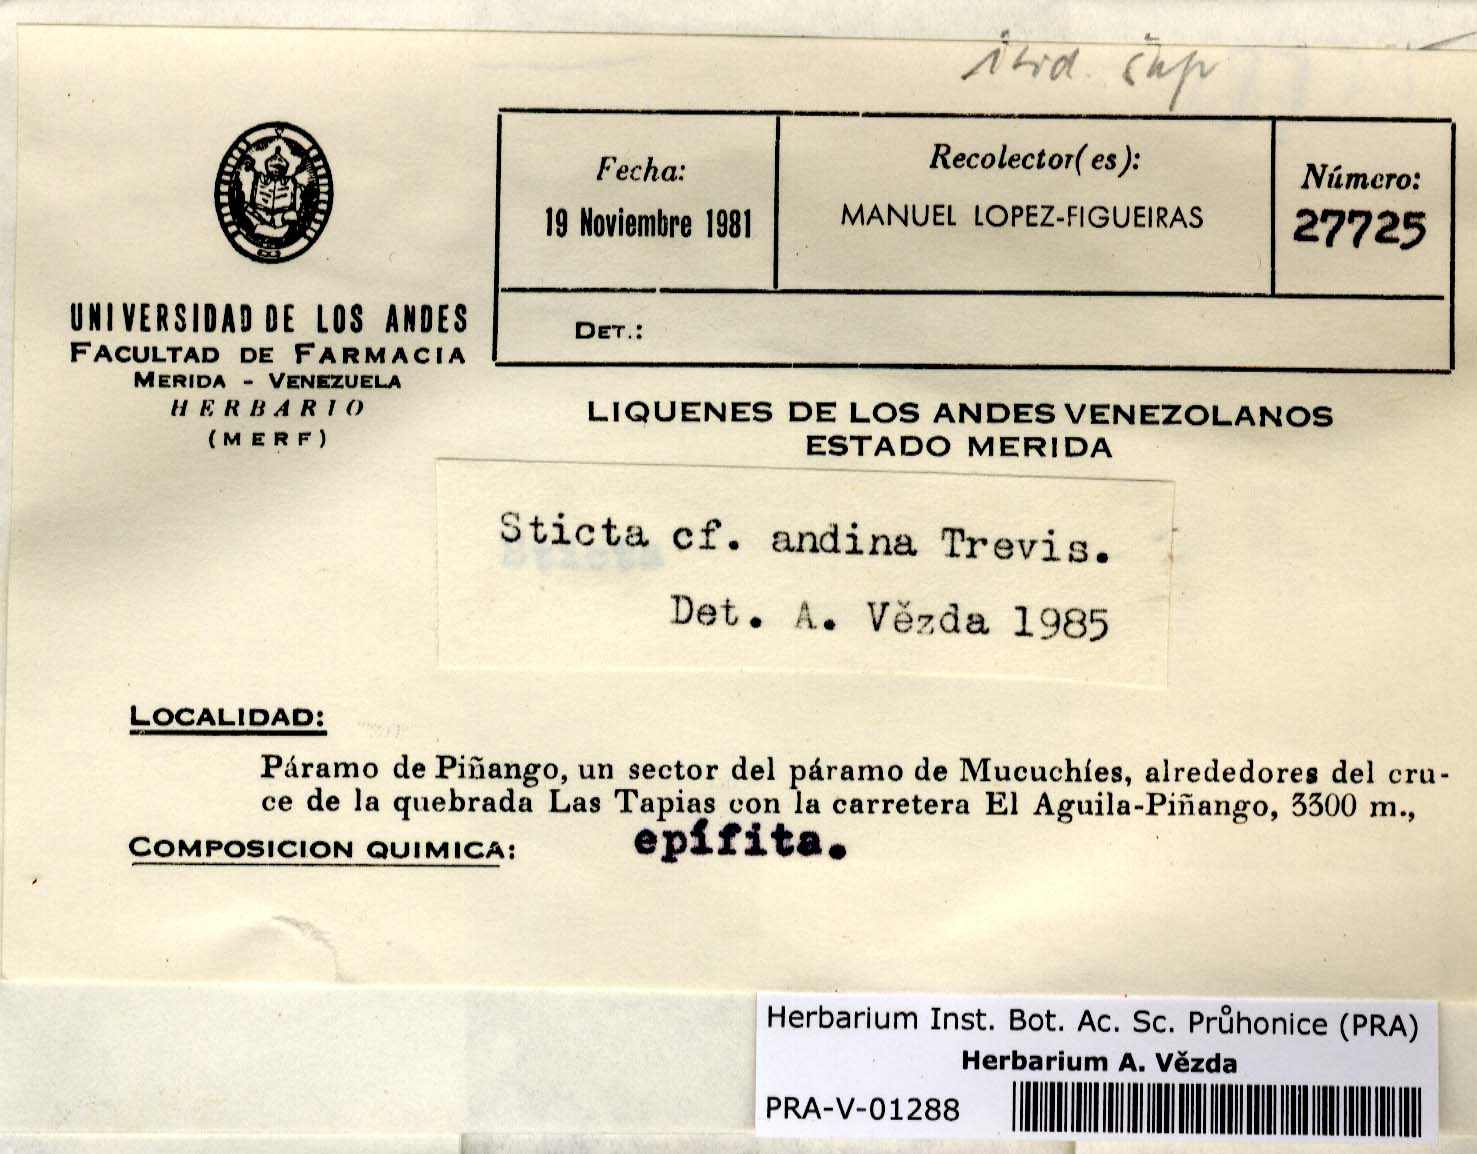 Fecha:
19 Noviembre 1981
Recolector(es):
MANUEL LOPEZ-FIGUEIRAS
Número:
27725
DET.:
UNIVERSIDAD DE LOS ANDES
FACULTAD DE FARMACIA
MERIDA - VENEZUELA
HERBARIO
(MERF)
LIQUENES DE LOS ANDES VENEZOLANOS
ESTADO MERIDA
Sticta cf. andina Trevis.
Det. A. Vězda 1985
LOCALIDAD:
Páramo de Piñango, un sector del páramo de Mucuchíes, alrededores del cru-
ce de la quebrada Las Tapias con la carretera El Aguila-Piñango, 3300 m.,
epífita.
COMPOSICION QUIMICA:
Herbarium Inst. Bot. Ac. Sc. Průhonice (PRA)
Herbarium A. Vězda
PRA-V-01288